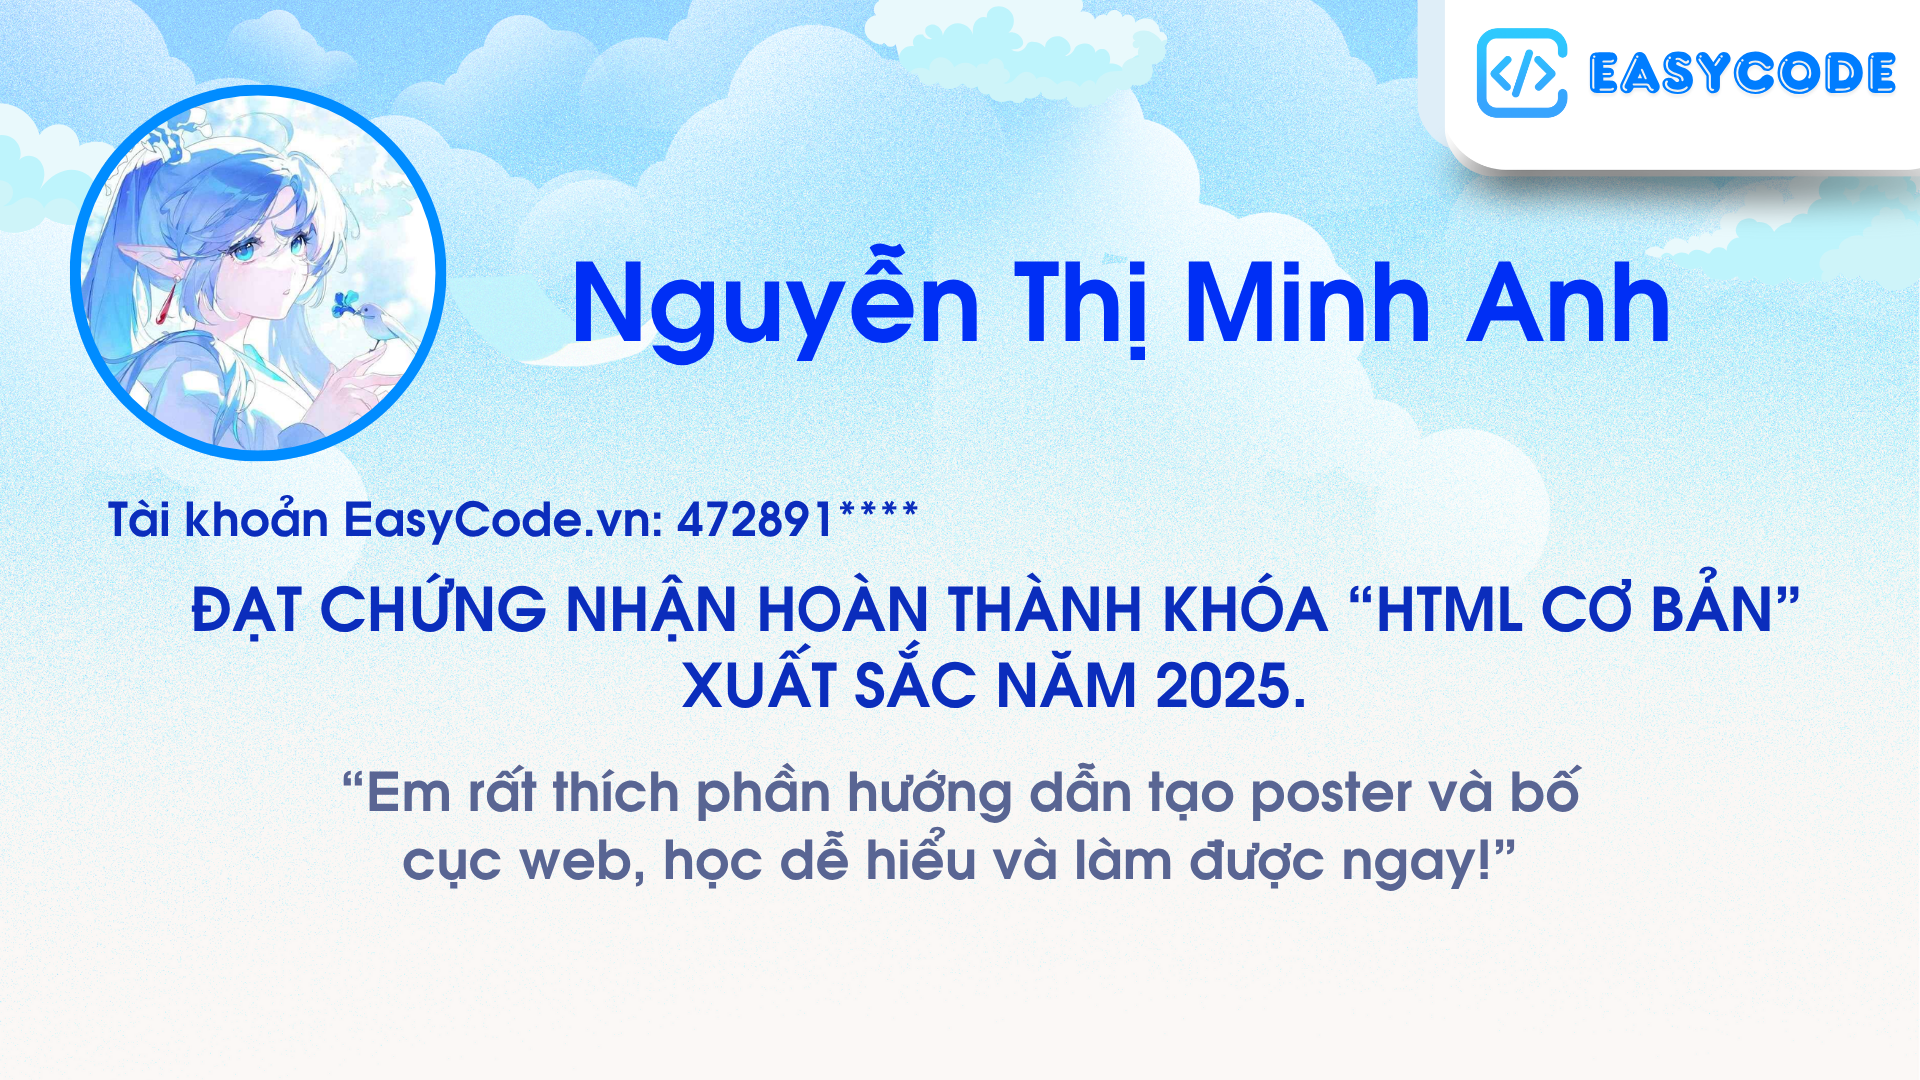 EASYCODE
Nguyễn Thị Minh Anh
Tài khoản EasyCode.vn: 472891****
ĐẠT CHỨNG NHẬN HOÀN THÀNH KHÓA “HTML CƠ BẢN”
XUẤT SẮC NĂM 2025.
“Em rất thích phần hướng dẫn tạo poster và bố
cục web, học dễ hiểu và làm được ngay!”